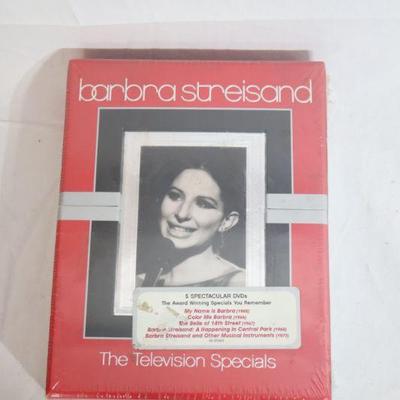 barbra streisand
5 SPECTACULAR DVDs
The Award Winning Specials You Remember
My Name is Barbra (1965)
Color Me Barbra (1966)
The Belle of 14th Street (1967)
Barbra Streisand: A Happening In Central Park (1968)
Barbra Streisand and Other Musical Instruments (1973)
The Television Specials